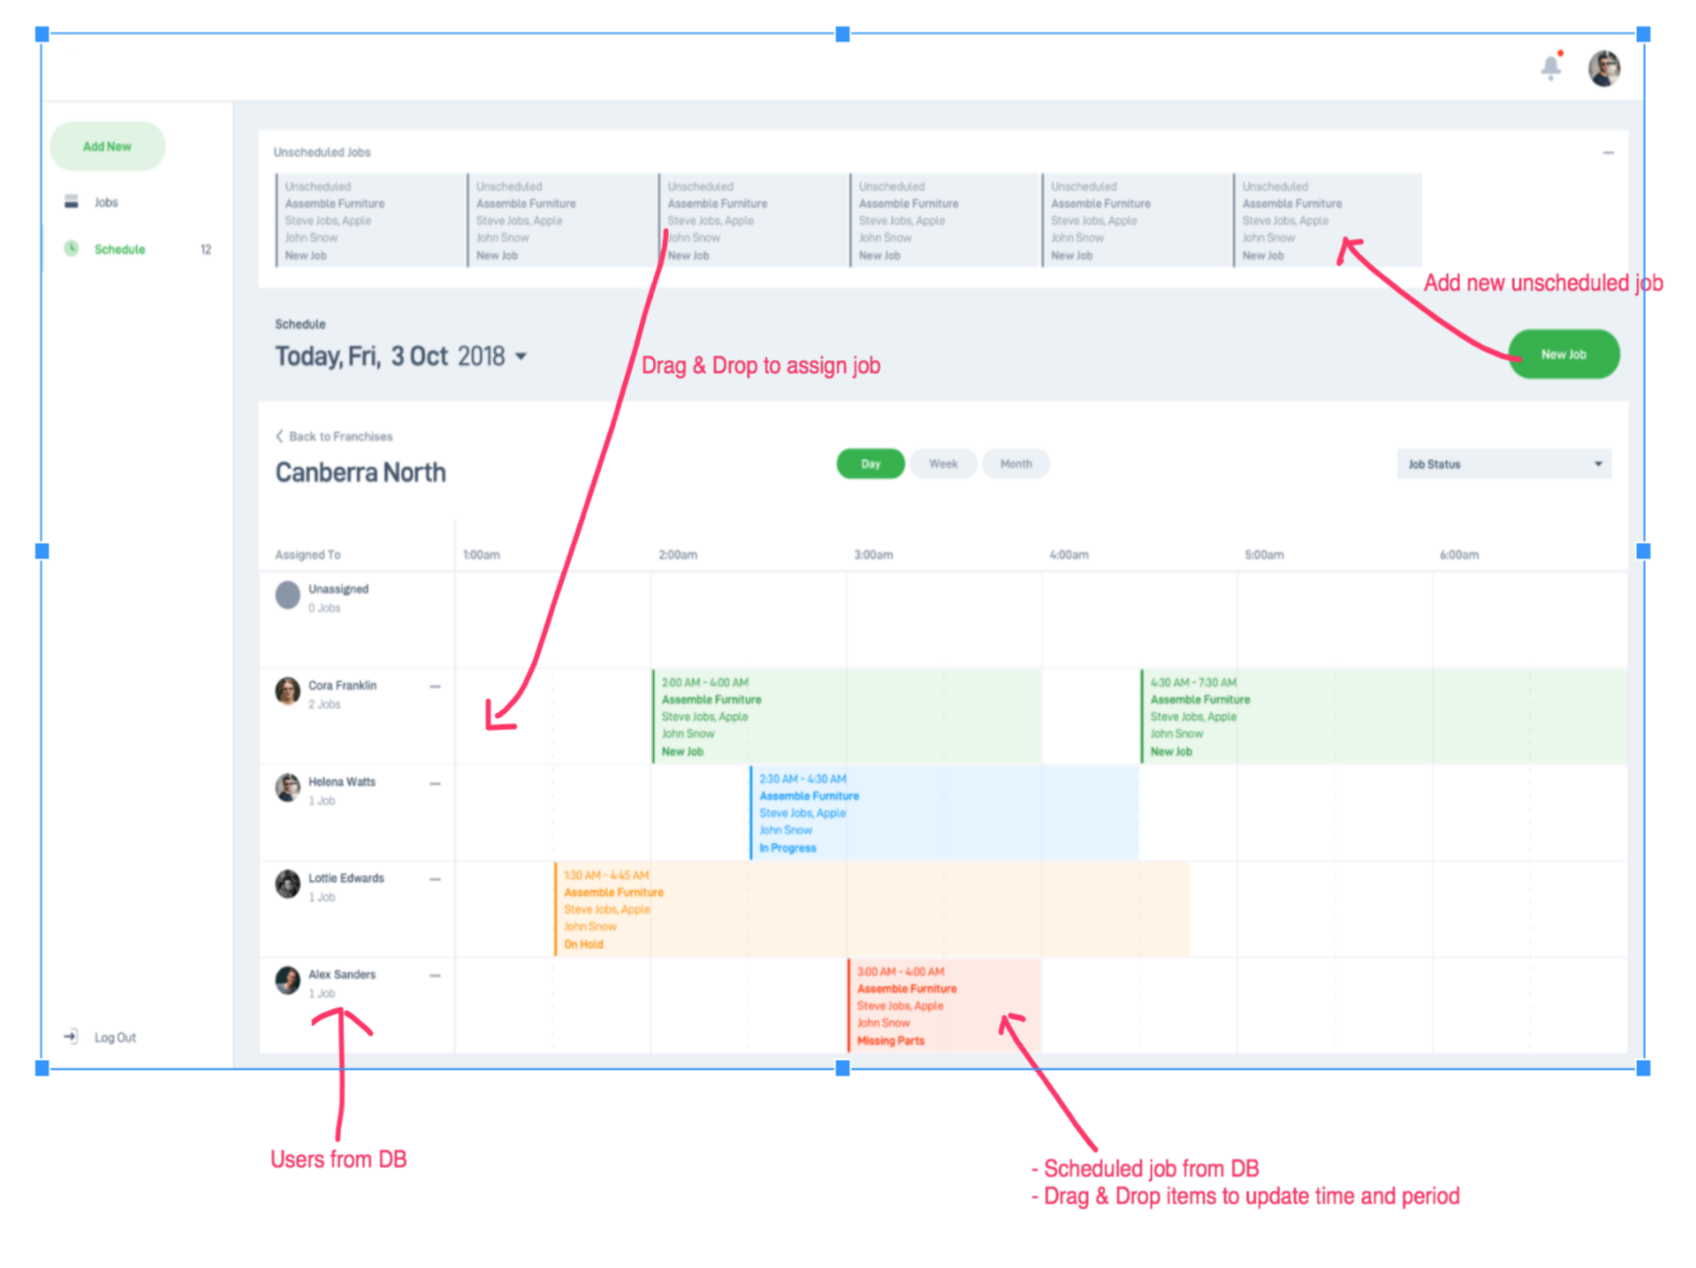 Add New
Jobs
Schedule 12
Log Out
Unscheduled Jobs
Unscheduled
Assemble Furniture
Steve Jobs, Apple
John Snow
New Job
Unscheduled
Assemble Furniture
Steve Jobs, Apple
John Snow
New Job
Unscheduled
Assemble Furniture
Steve Jobs, Apple
John Snow
New Job
Unscheduled
Assemble Furniture
Steve Jobs, Apple
John Snow
New Job
Unscheduled
Assemble Furniture
Steve Jobs, Apple
John Snow
New Job
Unscheduled
Assemble Furniture
Steve Jobs, Apple
John Snow
New Job
Add new unscheduled job
Schedule
Today, Fri, 3 Oct 2018
New Job
Drag & Drop to assign job
Back to Franchises
Canberra North
Day Week Month
Job Status
Assigned To 1:00am 2:00am 3:00am 4:00am 5:00am 6:00am
Unassigned
0 Jobs
Cora Franklin
2 Jobs
2:00 AM - 4:00 AM
Assemble Furniture
Steve Jobs, Apple
John Snow
New Job
4:30 AM - 7:30 AM
Assemble Furniture
Steve Jobs, Apple
John Snow
New Job
Helena Watts
1 Job
2:30 AM - 4:30 AM
Assemble Furniture
Steve Jobs, Apple
John Snow
In Progress
Lottie Edwards
1 Job
1:30 AM - 4:45 AM
Assemble Furniture
Steve Jobs, Apple
John Snow
On Hold
Alex Sanders
1 Job
3:00 AM - 4:00 AM
Assemble Furniture
Steve Jobs, Apple
John Snow
Missing Parts
Users from DB
- Scheduled job from DB
- Drag & Drop items to update time and period